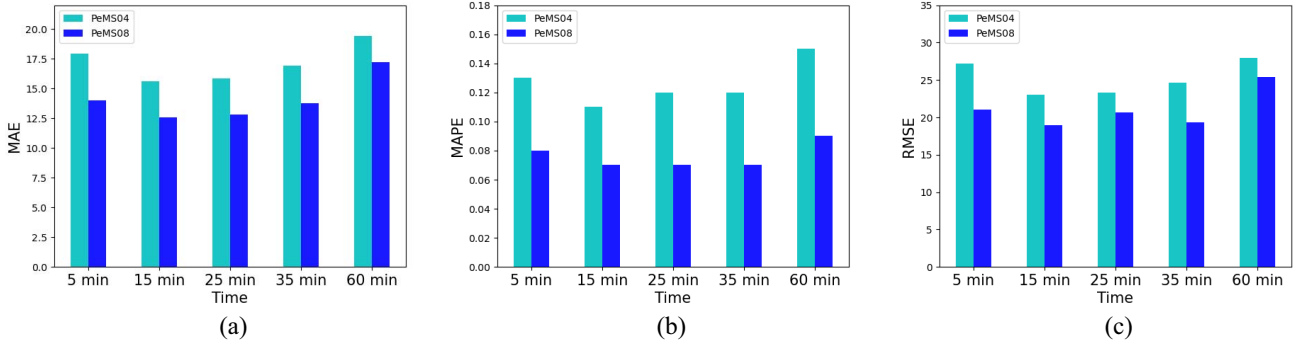 PeMS04
PeMS08
20.0
17.5
15.0
12.5
10.0
7.5
5.0
2.5
0.0
MAE
5 min 15 min 25 min 35 min 60 min
Time
(a)
PeMS04
PeMS08
0.18
0.16
0.14
0.12
0.10
0.08
0.06
0.04
0.02
0.00
MAPE
5 min 15 min 25 min 35 min 60 min
Time
(b)
PeMS04
PeMS08
35
30
25
20
15
10
5
0
RMSE
5 min 15 min 25 min 35 min 60 min
Time
(c)